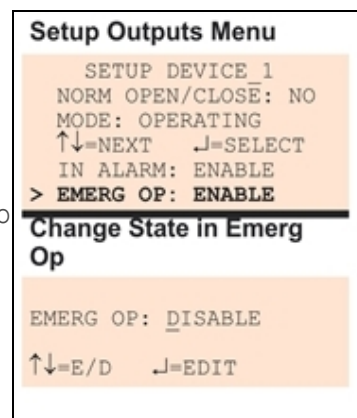 Setup Outputs Menu
SETUP DEVICE_1
NORM OPEN/CLOSE: NO
MODE: OPERATING
↑↓=NEXT ↵=SELECT
IN ALARM: ENABLE
> EMERG OP: ENABLE
Change State in Emerg
Op
EMERG OP: DISABLE
↑↓=E/D ↵=EDIT